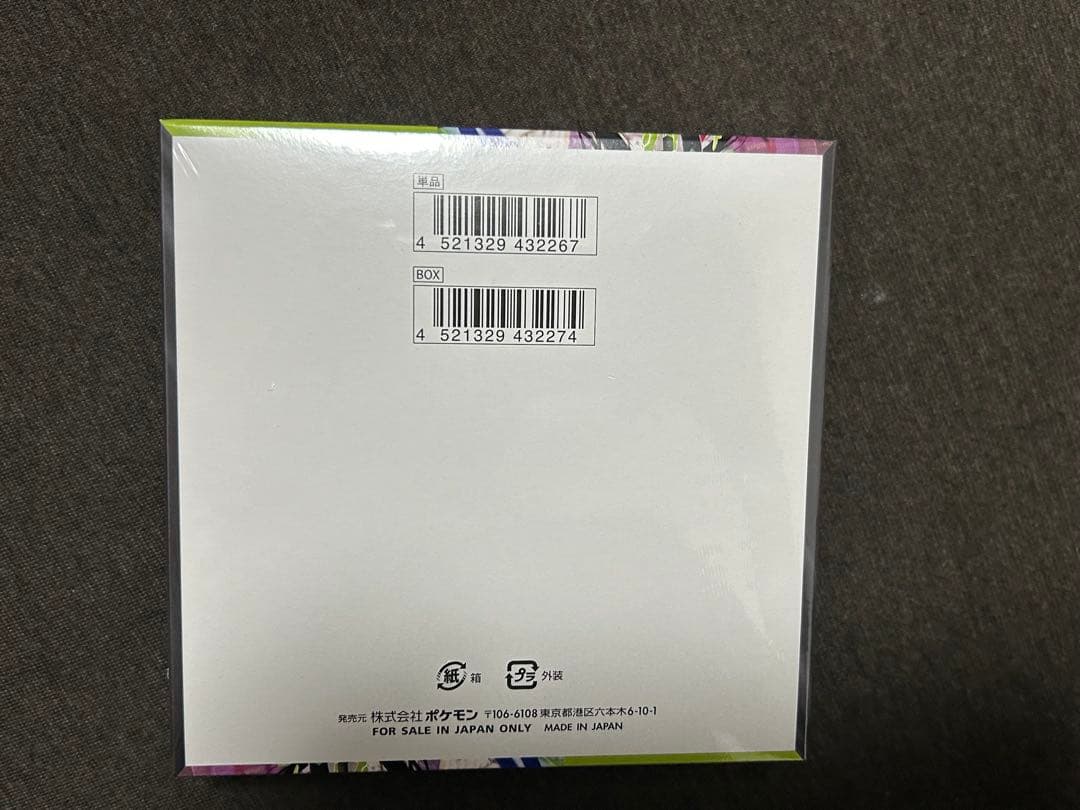 単品
4 521329 432267
BOX
4 521329 432274
紙 箱 プラ 外装
発売元 株式会社ポケモン 〒106-6108 東京都港区六本木6-10-1
FOR SALE IN JAPAN ONLY MADE IN JAPAN